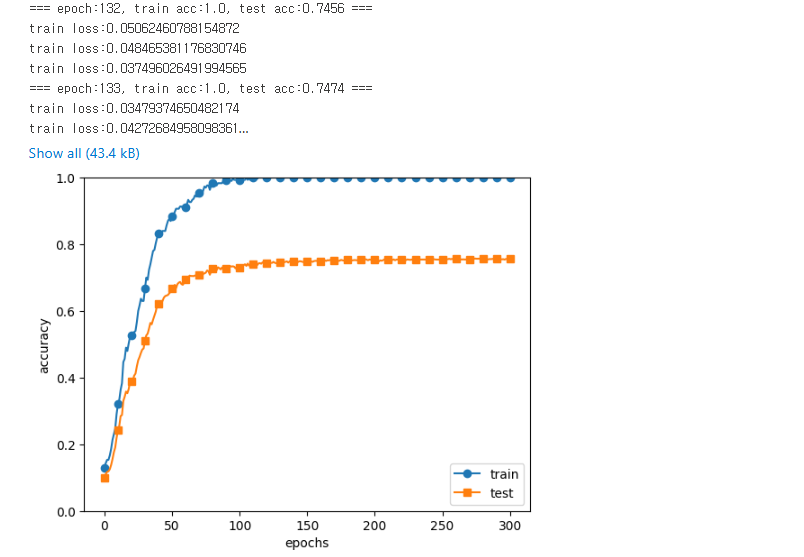 === epoch:132, train acc:1.0, test acc:0.7456 ===
train loss:0.05062460788154872
train loss:0.048465381176830746
train loss:0.037496026491994565
=== epoch:133, train acc:1.0, test acc:0.7474 ===
train loss:0.03479374650482174
train loss:0.04272684958098361...
Show all (43.4 kB)
1.0
0.8
0.6
0.4
0.2
0.0
accuracy
train
test
0 50 100 150 200 250 300
epochs